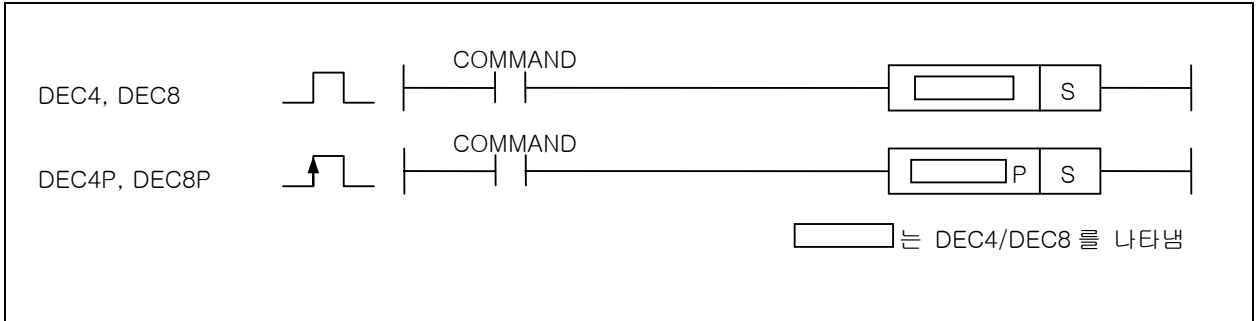 COMMAND
DEC4, DEC8 S
COMMAND
DEC4P, DEC8P P S
는 DEC4/DEC8 를 나타냄